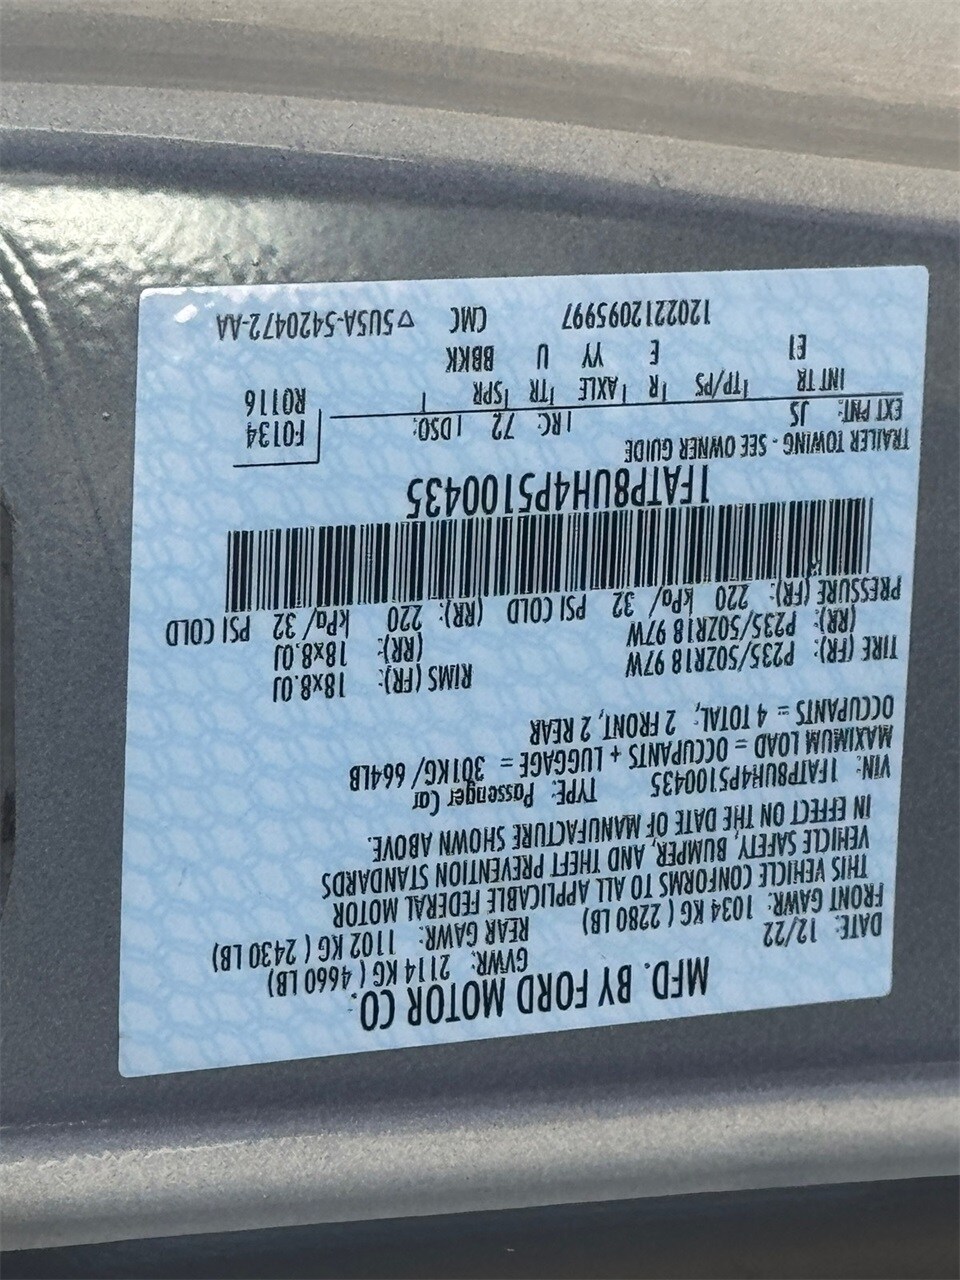 MFD. BY FORD MOTOR CO.
DATE: 12/22 GVWR: 2114 KG ( 4660 LB)
FRONT GAWR: 1034 KG ( 2280 LB) REAR GAWR: 1102 KG ( 2430 LB)
THIS VEHICLE CONFORMS TO ALL APPLICABLE FEDERAL MOTOR
VEHICLE SAFETY, BUMPER, AND THEFT PREVENTION STANDARDS
IN EFFECT ON THE DATE OF MANUFACTURE SHOWN ABOVE.
VIN: 1FATP8UH4P5100435 TYPE: Passenger Car
MAXIMUM LOAD = OCCUPANTS + LUGGAGE = 301KG/ 664LB
OCCUPANTS = 4 TOTAL, 2 FRONT, 2 REAR
TIRE (FR): P235/50ZR18 97W RIMS (FR): 18x8.0J
(RR): P235/50ZR18 97W (RR): 18x8.0J
PRESSURE (FR): 220 kPa/ 32 PSI COLD (RR): 220 kPa/ 32 PSI COLD
1FATP8UH4P5100435
TRAILER TOWING - SEE OWNER GUIDE F0134
EXT PNT: JS RC: 72 DSO: R0116
INT TR TP/PS R AXLE TR SPR
E1 E YY U BBKK
1202212095997 CMC ▽5U5A-5420472-AA